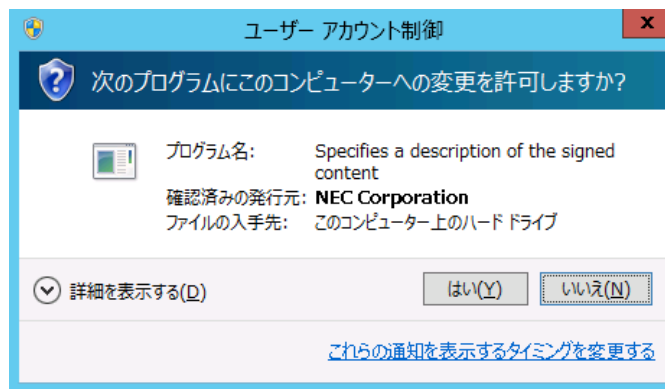 ユーザー アカウント制御
x
次のプログラムにこのコンピューターへの変更を許可しますか?
プログラム名: Specifies a description of the signed
content
確認済みの発行元: NEC Corporation
ファイルの入手先: このコンピューター上のハード ドライブ
詳細を表示する(D)
はい(Y)
いいえ(N)
これらの通知を表示するタイミングを変更する